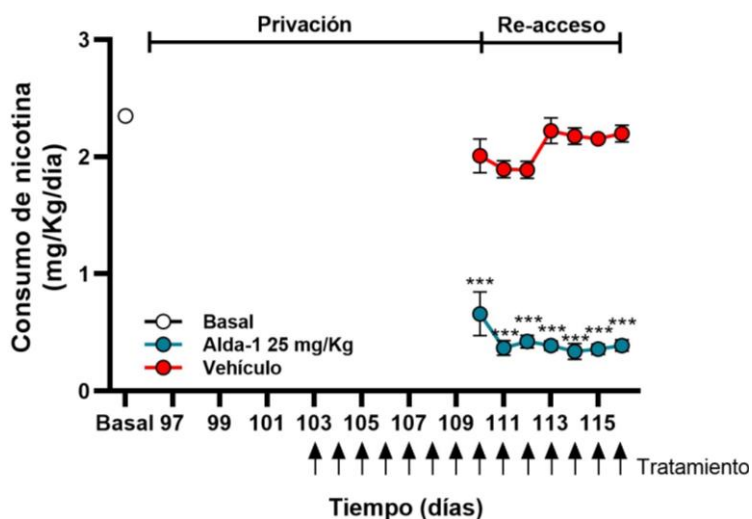 Privación
Re-acceso
Consumo de nicotina
(mg/Kg/día)
3
2
1
0
***
***
***
***
***
***
***
Basal
Alda-1 25 mg/Kg
Vehículo
Basal 97 99 101 103 105 107 109 111 113 115
Tratamiento
Tiempo (días)